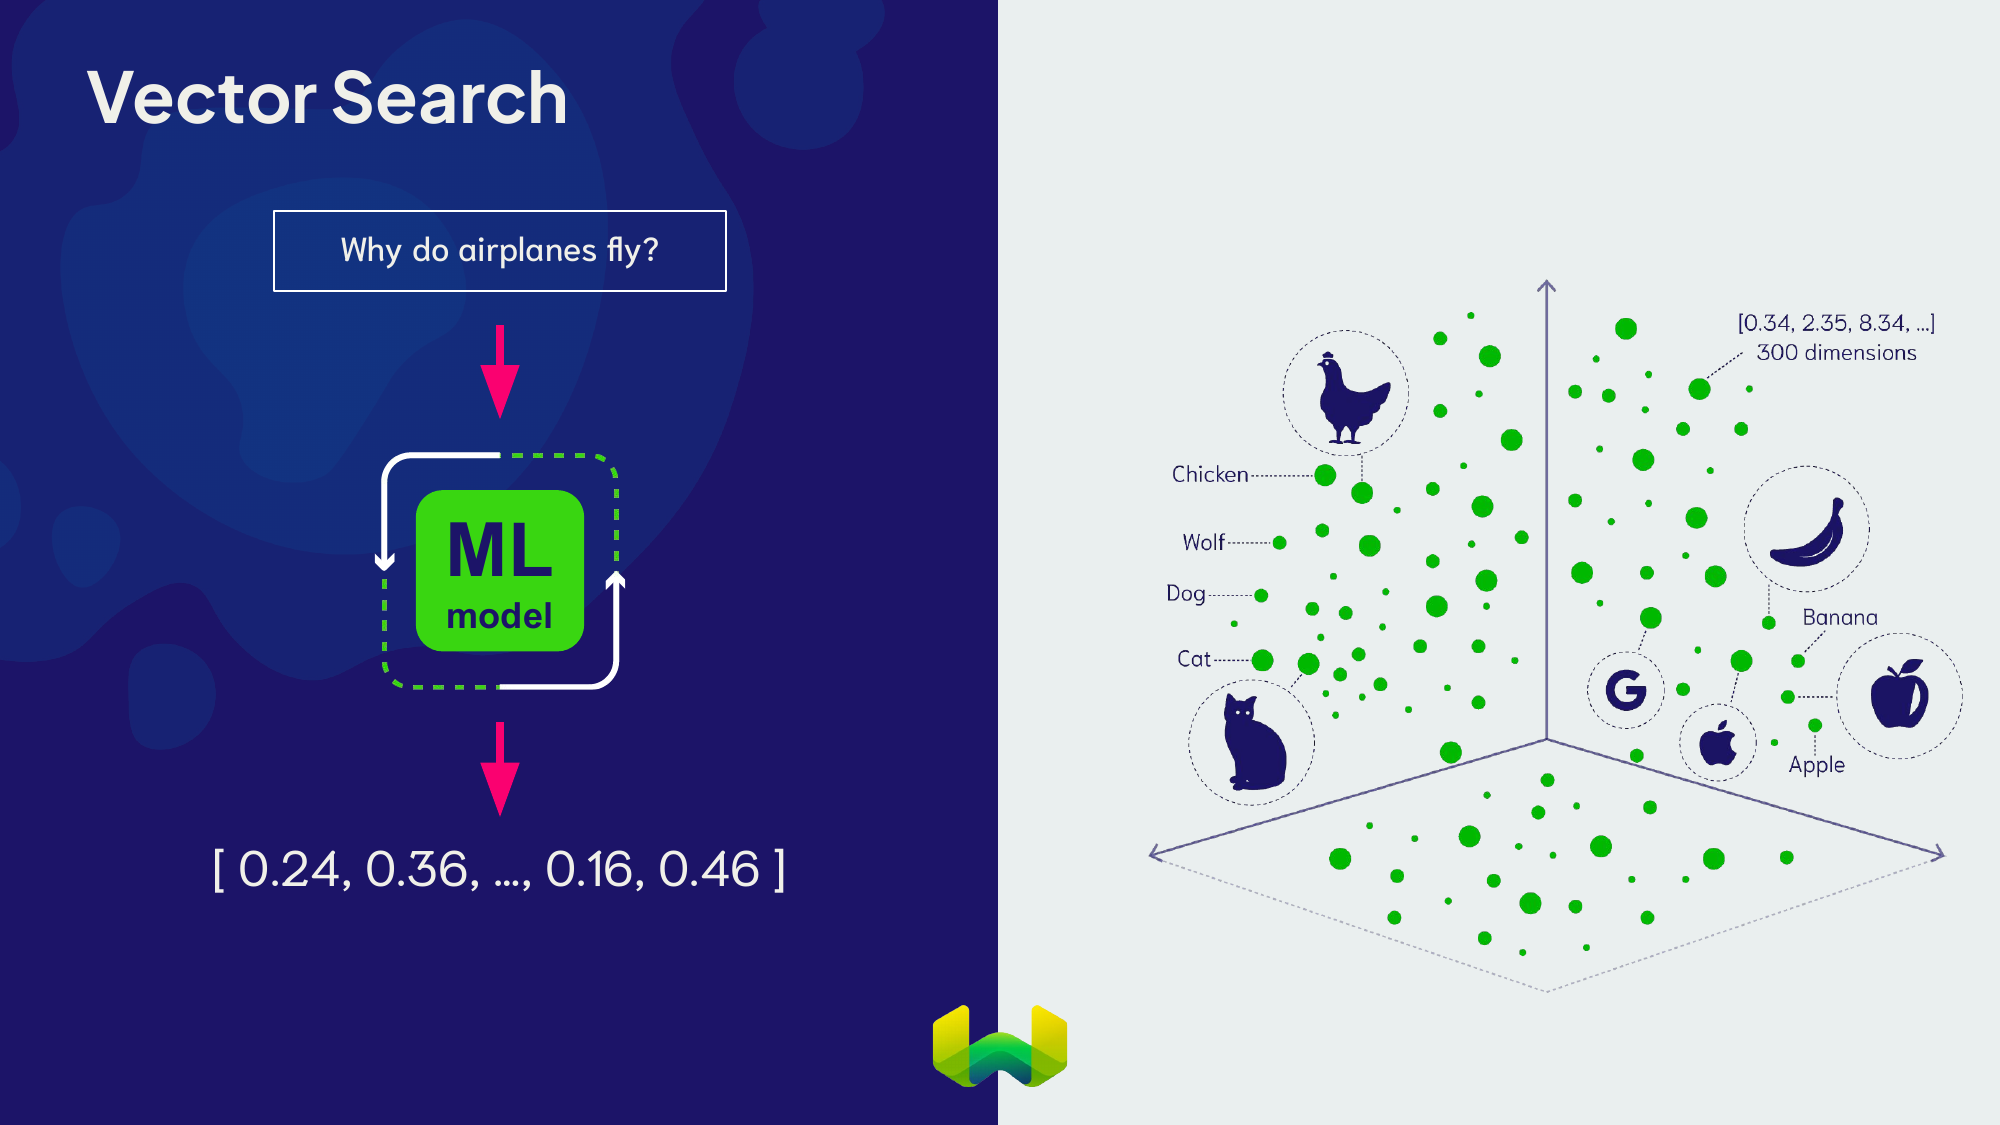 Vector Search
Why do airplanes fly?
ML
model
[ 0.24, 0.36, ..., 0.16, 0.46 ]
[0.34, 2.35, 8.34, ...]
300 dimensions
Chicken
Wolf
Dog
Cat
Banana
G
Apple